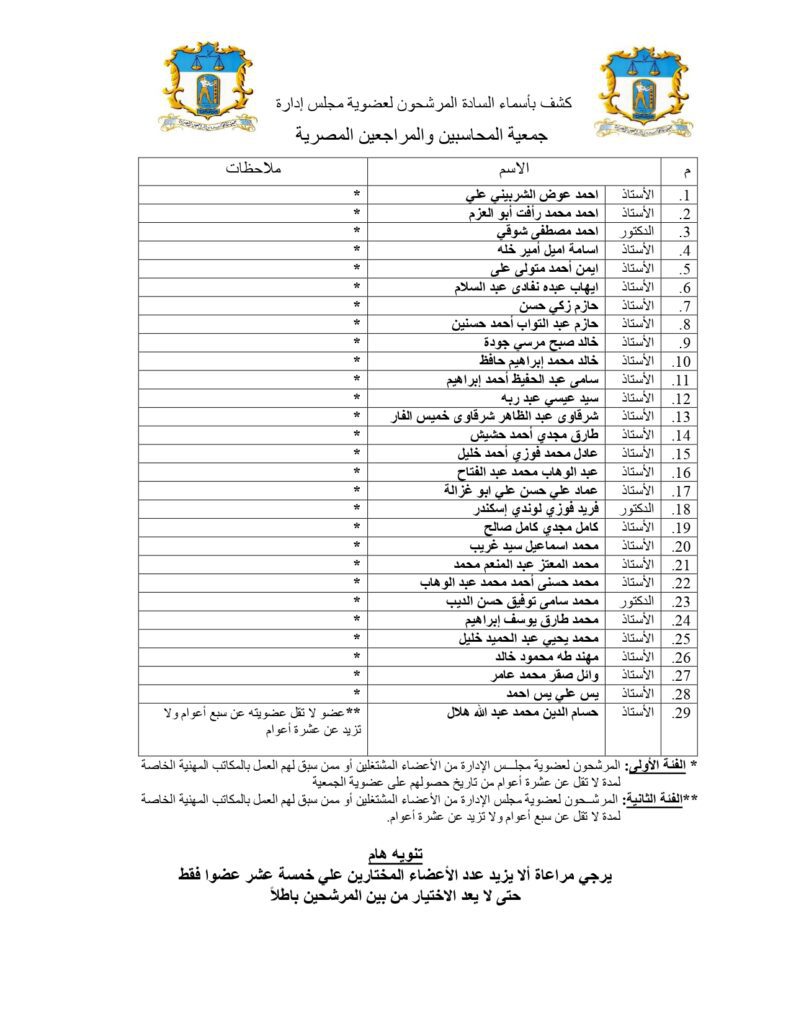 كشف بأسماء السادة المرشحون لعضوية مجلس إدارة
جمعية المحاسبين والمراجعين المصرية
م الاسم ملاحظات
1. الأستاذ احمد عوض الشربيني علي *
2. الأستاذ احمد محمد رأفت أبو العزم *
3. الدكتور احمد مصطفى شوقي *
4. الأستاذ اسامة اميل أمير خله *
5. الأستاذ ايمن أحمد متولى على *
6. الأستاذ ايهاب عبده نفادى عبد السلام *
7. الأستاذ حازم زكي حسن *
8. الأستاذ حازم عبد التواب أحمد حسنين *
9. الأستاذ خالد صبح مرسي جودة *
10. الأستاذ خالد محمد إبراهيم حافظ *
11. الأستاذ سامى عبد الحفيظ أحمد إبراهيم *
12. الأستاذ سيد عيسي عبد ربه *
13. الأستاذ شرقاوى عبد الظاهر شرقاوى خميس الفار *
14. الأستاذ طارق مجدي أحمد حشيش *
15. الأستاذ عادل محمد فوزي أحمد خليل *
16. الأستاذ عبد الوهاب محمد عبد الفتاح *
17. الأستاذ عماد علي حسن علي ابو غزالة *
18. الدكتور فريد فوزي لوندي إسكندر *
19. الأستاذ كامل مجدي كامل صالح *
20. الأستاذ محمد اسماعيل سيد غريب *
21. الأستاذ محمد المعتز عبد المنعم محمد *
22. الأستاذ محمد حسنى أحمد محمد عبد الوهاب *
23. الدكتور محمد سامى توفيق حسن الديب *
24. الأستاذ محمد طارق يوسف إبراهيم *
25. الأستاذ محمد يحيي عبد الحميد خليل *
26. الأستاذ مهند طه محمود خالد *
27. الأستاذ وائل صقر محمد عامر *
28. الأستاذ يس علي يس احمد *
29. الأستاذ حسام الدين محمد عبد الله هلال **عضو لا تقل عضويته عن سبع أعوام ولا
تزيد عن عشرة أعوام
* الفئة الأولى: المرشحون لعضوية مجلـس الإدارة من الأعضاء المشتغلين أو ممن سبق لهم العمل بالمكاتب المهنية الخاصة
لمدة لا تقل عن عشرة أعوام من تاريخ حصولهم على عضوية الجمعية
**الفئة الثانية: المرشـحون لعضوية مجلس الإدارة من الأعضاء المشتغلين أو ممن سبق لهم العمل بالمكاتب المهنية الخاصة
لمدة لا تقل عن سبع أعوام ولا تزيد عن عشرة أعوام.
تنويه هام
يرجي مراعاة ألا يزيد عدد الأعضاء المختارين علي خمسة عشر عضوا فقط
حتى لا يعد الاختيار من بين المرشحين باطلاً